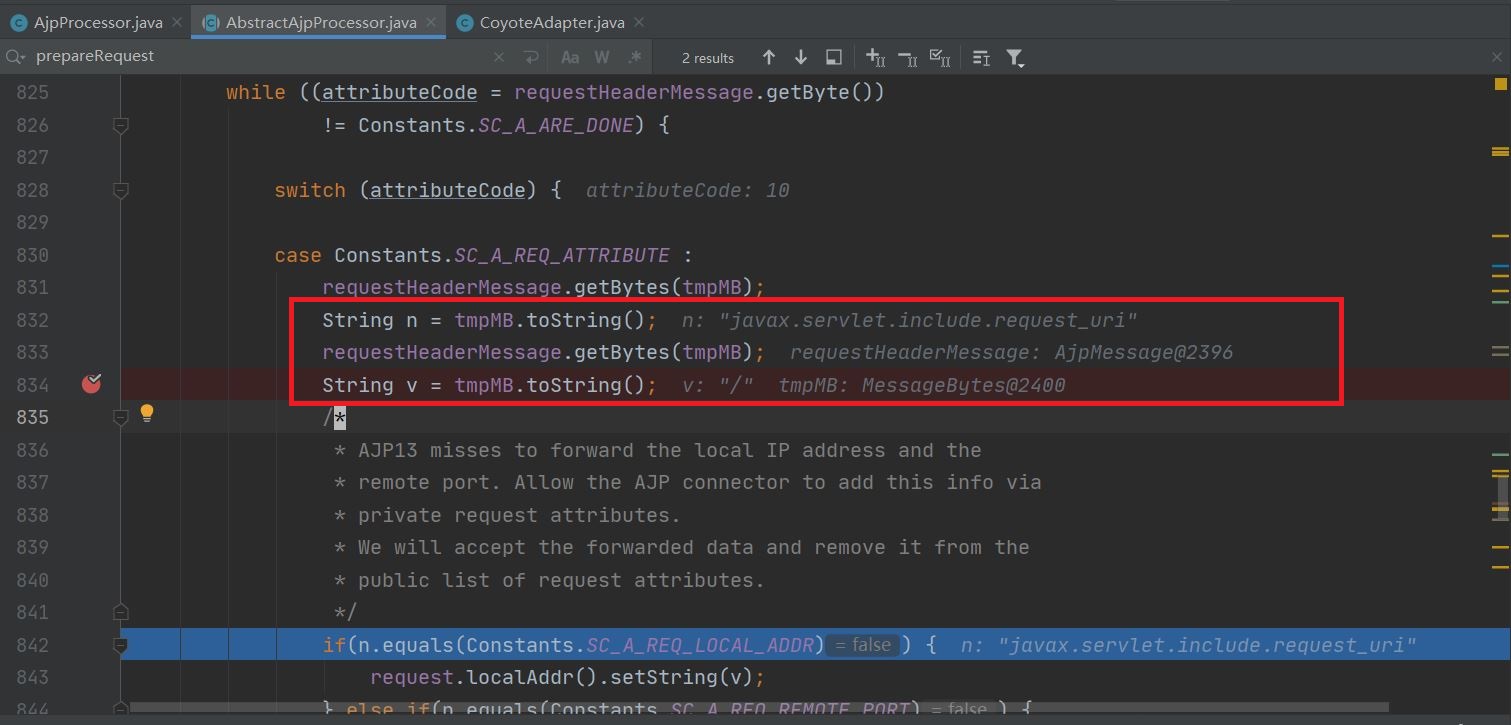 AjpProcessor.java AbstractAjpProcessor.java CoyoteAdapter.java
prepareRequest Aa W .* 2 results
825 while ((attributeCode = requestHeaderMessage.getByte())
826 != Constants.SC_A_ARE_DONE) {
827
828 switch (attributeCode) { attributeCode: 10
829
830 case Constants.SC_A_REQ_ATTRIBUTE :
831 requestHeaderMessage.getBytes(tmpMB);
832 String n = tmpMB.toString(); n: "javax.servlet.include.request_uri"
833 requestHeaderMessage.getBytes(tmpMB); requestHeaderMessage: AjpMessage@2396
834 String v = tmpMB.toString(); v: "/" tmpMB: MessageBytes@2400
835 /*
836 * AJP13 misses to forward the local IP address and the
837 * remote port. Allow the AJP connector to add this info via
838 * private request attributes.
839 * We will accept the forwarded data and remove it from the
840 * public list of request attributes.
841 */
842 if(n.equals(Constants.SC_A_REQ_LOCAL_ADDR) = false ) { n: "javax.servlet.include.request_uri"
843 request.localAddr().setString(v);
844 } else if(n.equals(Constants.SC_A_REQ_REMOTE_PORT) = false ) {